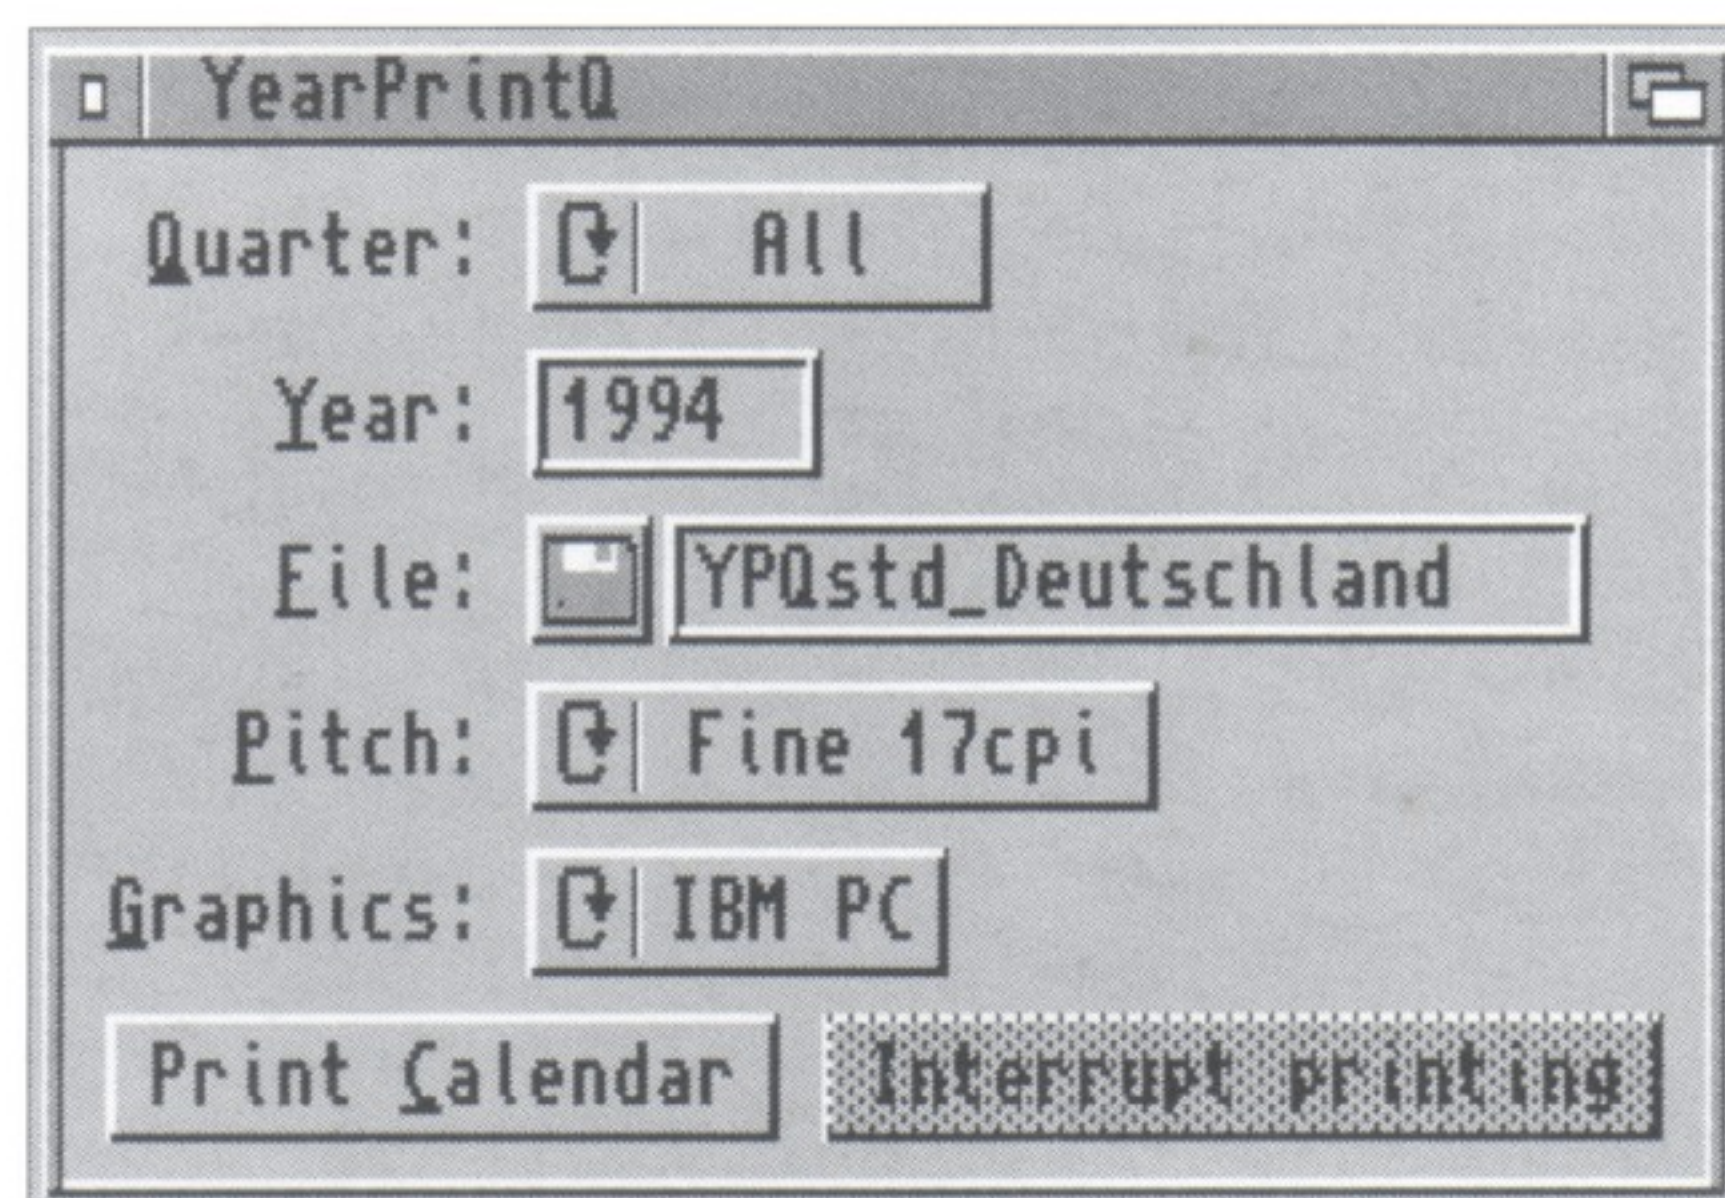 YearPrintQ
Quarter: All
Year: 1994
File: YPQstd_Deutschland
Pitch: Fine 17cpi
Graphics: IBM PC
Print Calendar Interrupt printing